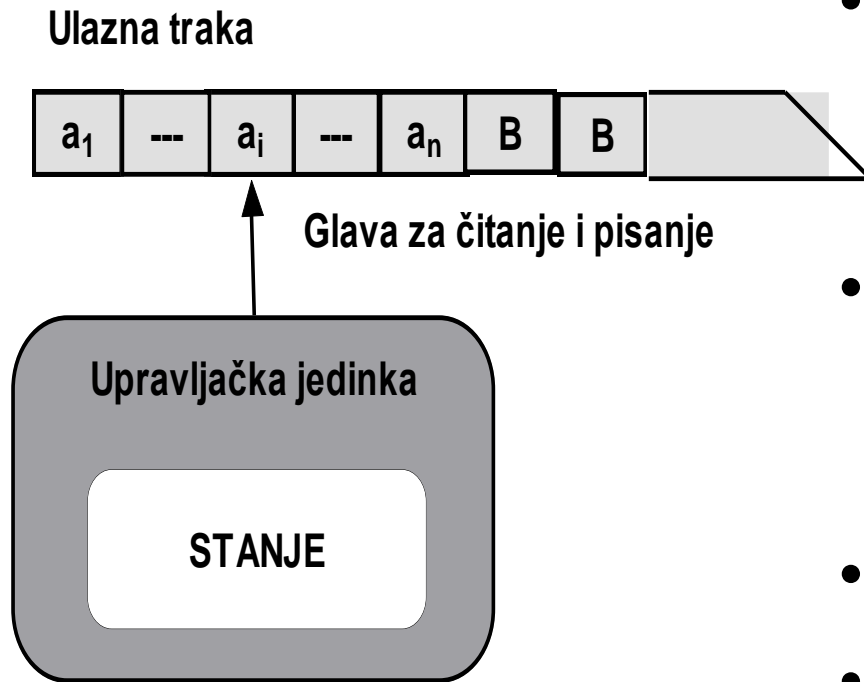 Ulazna traka
a₁ --- aᵢ --- aₙ B B
Glava za čitanje i pisanje
Upravljačka jedinka
STANJE